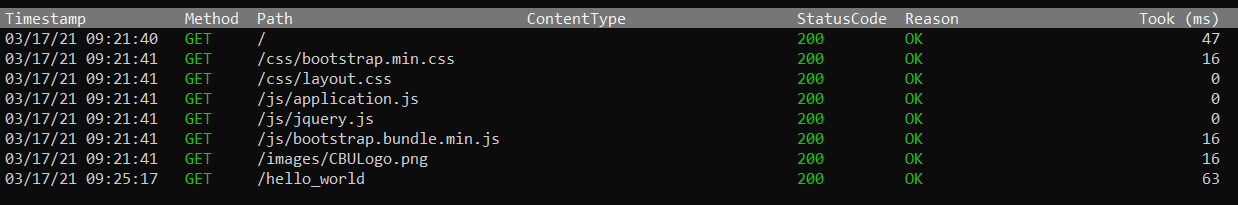 Timestamp Method Path ContentType StatusCode Reason Took (ms)
03/17/21 09:21:40 GET / 200 OK 47
03/17/21 09:21:41 GET /css/bootstrap.min.css 200 OK 16
03/17/21 09:21:41 GET /css/layout.css 200 OK 0
03/17/21 09:21:41 GET /js/application.js 200 OK 0
03/17/21 09:21:41 GET /js/jquery.js 200 OK 0
03/17/21 09:21:41 GET /js/bootstrap.bundle.min.js 200 OK 16
03/17/21 09:21:41 GET /images/CBULogo.png 200 OK 16
03/17/21 09:25:17 GET /hello_world 200 OK 63